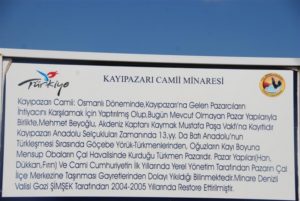 Türkiye
KAYIPAZARI CAMİİ MİNARESİ
Kayıpazarı Camii: Osmanlı Döneminde,Kayıpazarı'na Gelen Pazarcıların
İhtiyacını Karşılamak İçin Yaptırılmış Olup,Bugün Mevcut Olmayan Pazar Yapılarıyla
Birlikte,Mehmet Beyoğlu, Akdeniz Kaptanı Kaymak Mustafa Paşa Vakfı'na Kayıtlıdır
Kayıpazarı Anadolu Selçukluları Zamanında 13.yy. Da Batı Anadolu'nun
Türkleşmesi Sırasında Göçebe Yörük-Türkmenlerinden, Oğuzların Kayı Boyuna
Mensup Obaların Çal Havalisinde Kurduğu Türkmen Pazarıdır. Pazar Yapıları(Han,
Dükkan,Fırın) Ve Cami Cumhuriyetin İlk Yıllarında Yerel Yönetim Tarafından Pazarın Çal
İlçe Merkezine Taşınması Gayretlerinden Dolayı Yıkıldığı Bilinmektedir.Minare Denizli
Valisi Gazi ŞİMŞEK Tarafından 2004-2005 Yıllarında Restore Ettirilmiştir.